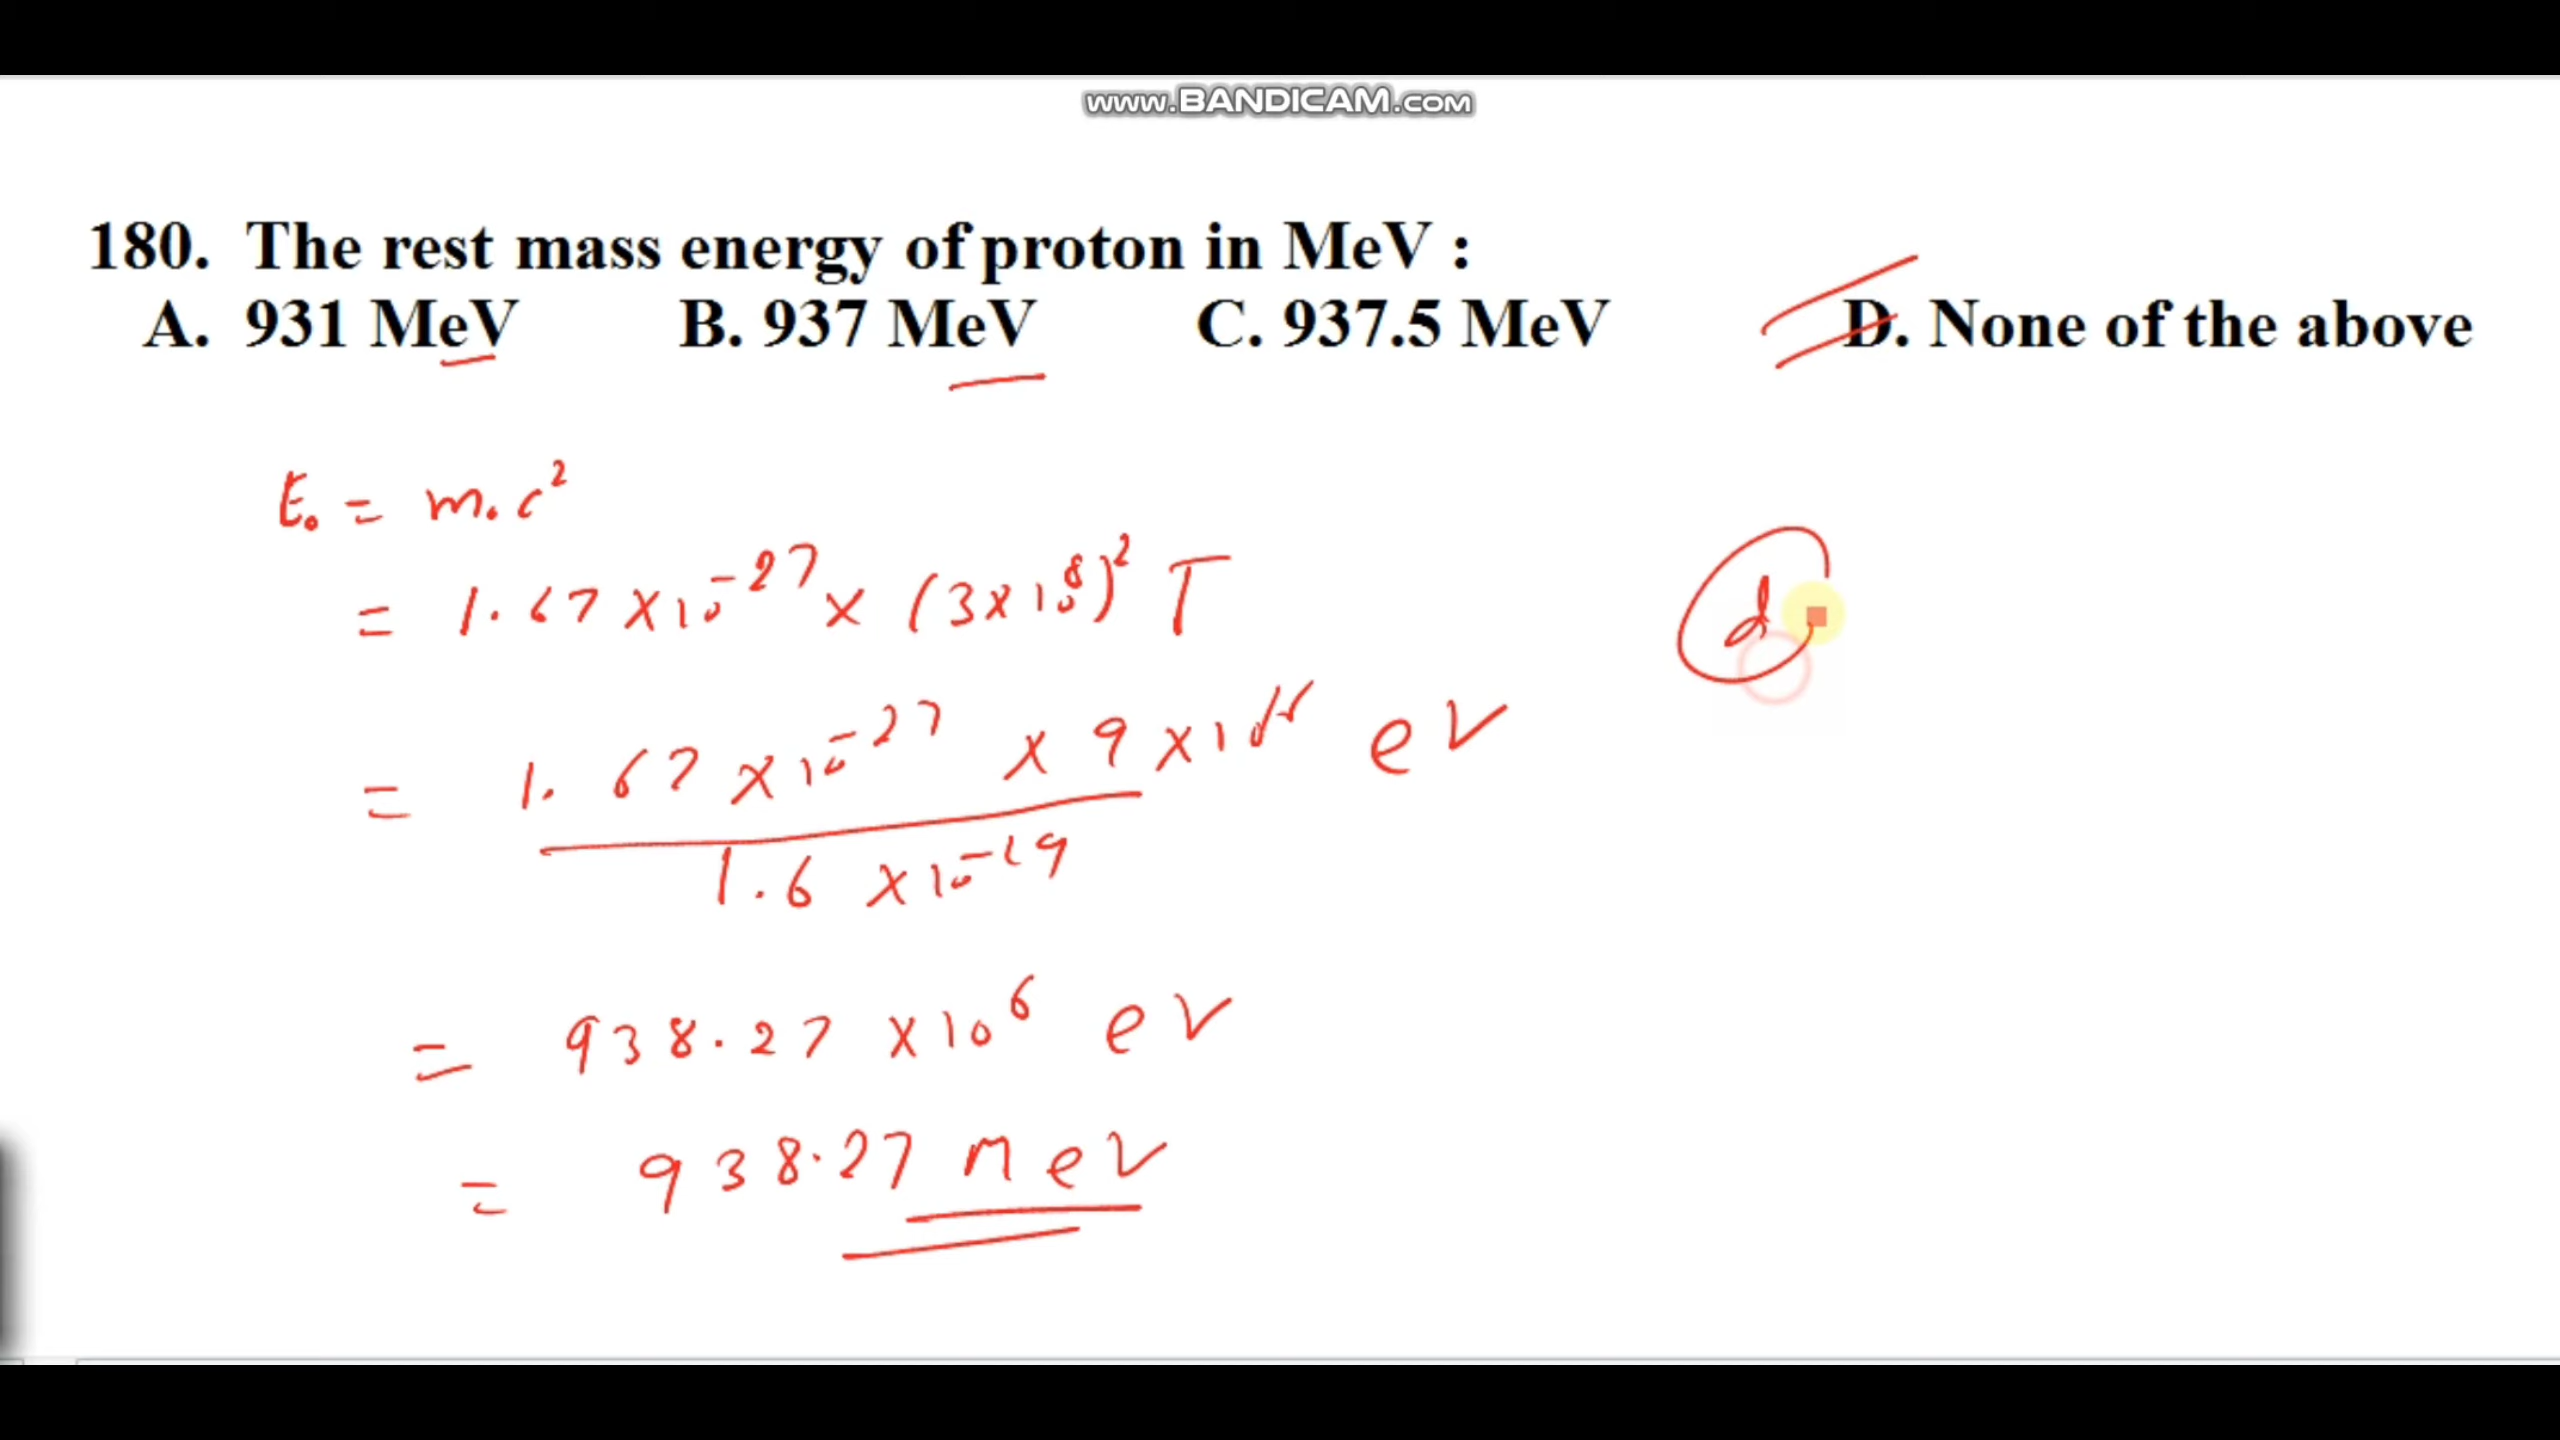 www.BANDICAM.com
180. The rest mass energy of proton in MeV :
A. 931 MeV B. 937 MeV C. 937.5 MeV D. None of the above
E₀ = m₀c²
= 1.67 × 10⁻²⁷ × (3×10⁸)² J
d
= 1.67 × 10⁻²⁷ × 9 × 10¹⁶ eV
1.6 × 10⁻¹⁹
= 938.27 × 10⁶ eV
= 938.27 MeV